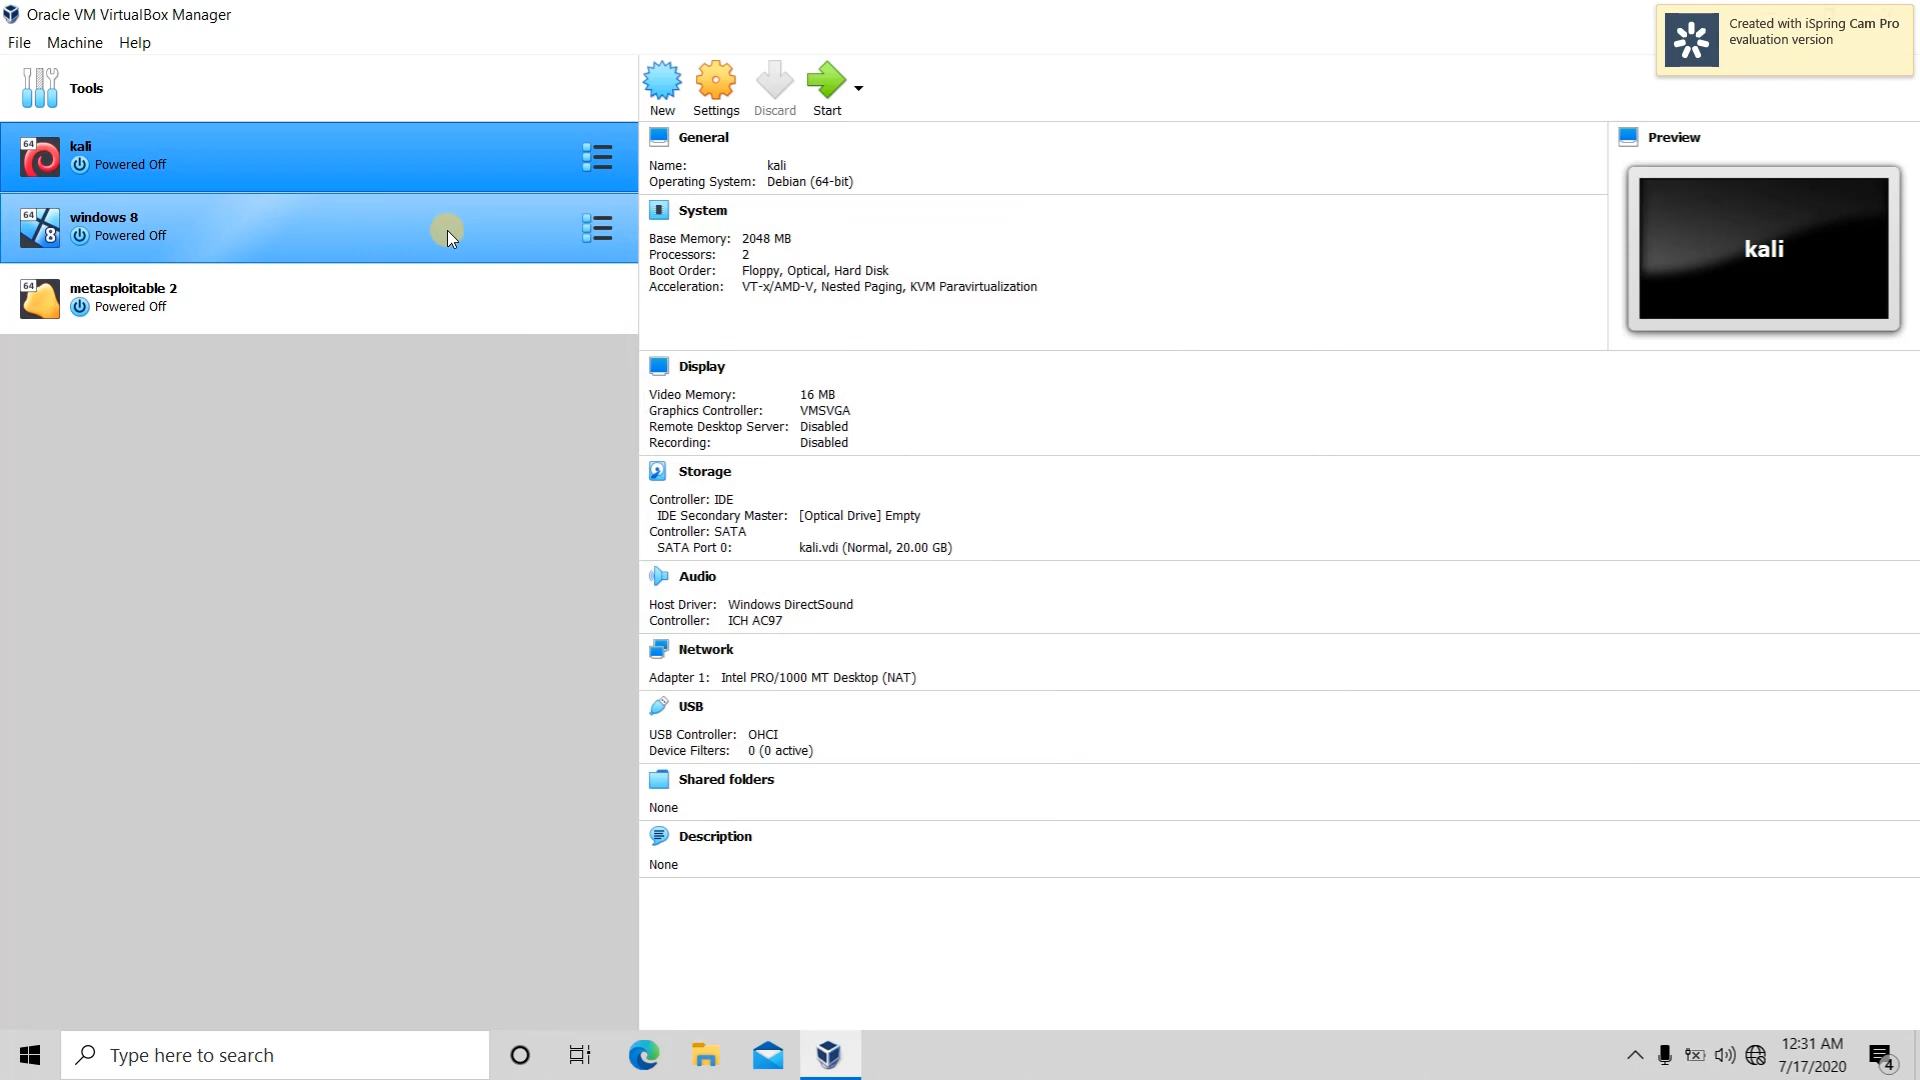 Oracle VM VirtualBox Manager
File Machine Help
Created with iSpring Cam Pro
evaluation version
Tools
New Settings Discard Start
64
kali
Powered Off
64
8
windows 8
Powered Off
64
metasploitable 2
Powered Off
General
Name: kali
Operating System: Debian (64-bit)
Preview
kali
System
Base Memory: 2048 MB
Processors: 2
Boot Order: Floppy, Optical, Hard Disk
Acceleration: VT-x/AMD-V, Nested Paging, KVM Paravirtualization
Display
Video Memory: 16 MB
Graphics Controller: VMSVGA
Remote Desktop Server: Disabled
Recording: Disabled
Storage
Controller: IDE
IDE Secondary Master: [Optical Drive] Empty
Controller: SATA
SATA Port 0: kali.vdi (Normal, 20.00 GB)
Audio
Host Driver: Windows DirectSound
Controller: ICH AC97
Network
Adapter 1: Intel PRO/1000 MT Desktop (NAT)
USB
USB Controller: OHCI
Device Filters: 0 (0 active)
Shared folders
None
Description
None
Type here to search
12:31 AM
7/17/2020
4